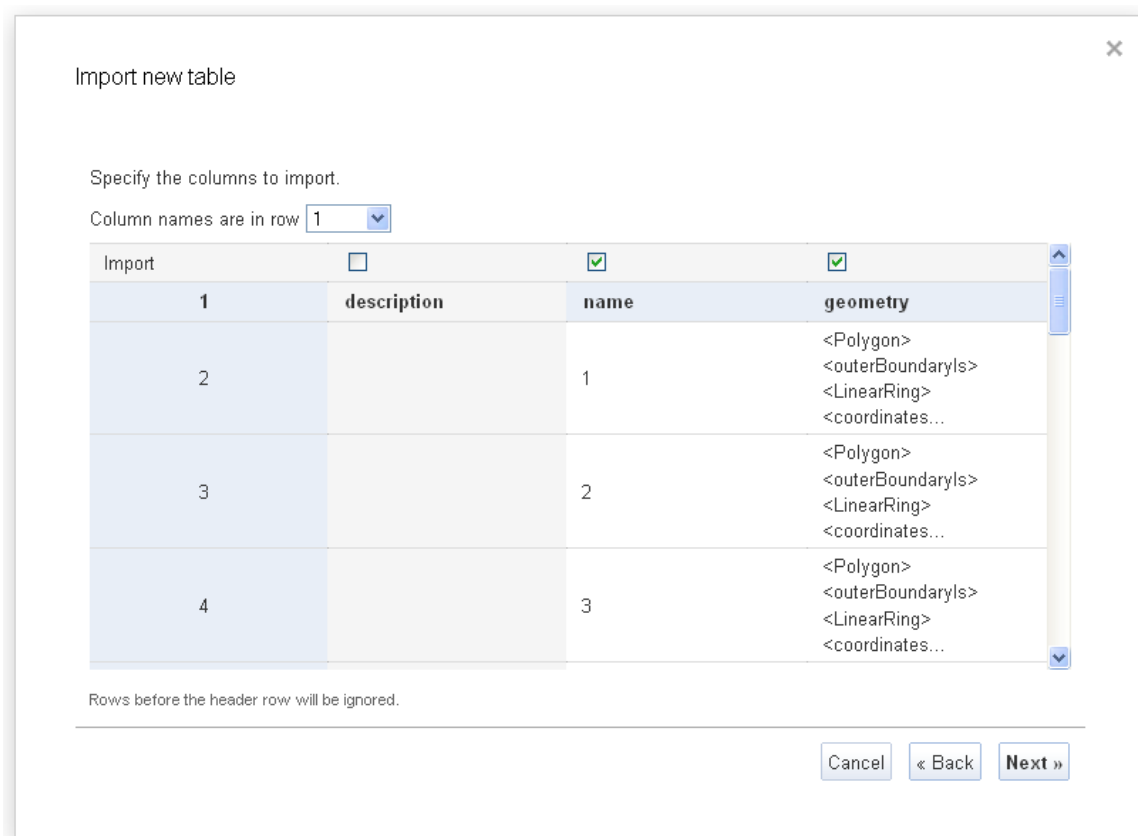 Import new table
Specify the columns to import.
Column names are in row 1
Import
1 description name geometry
2 1 <Polygon>
<outerBoundaryIs>
<LinearRing>
<coordinates...
3 2 <Polygon>
<outerBoundaryIs>
<LinearRing>
<coordinates...
4 3 <Polygon>
<outerBoundaryIs>
<LinearRing>
<coordinates...
Rows before the header row will be ignored.
Cancel « Back Next »